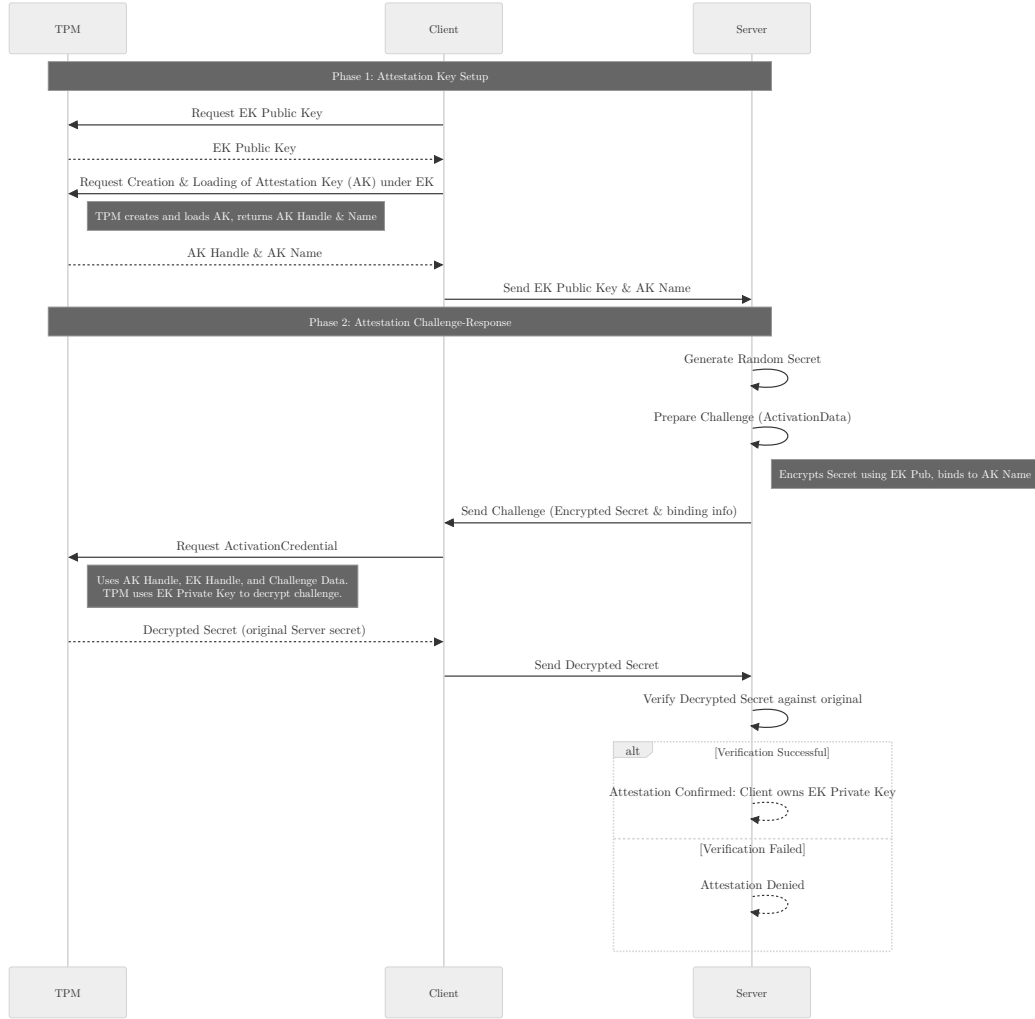 TPM
Client
Server
Phase 1: Attestation Key Setup
Request EK Public Key
EK Public Key
Request Creation & Loading of Attestation Key (AK) under EK
TPM creates and loads AK, returns AK Handle & Name
AK Handle & AK Name
Send EK Public Key & AK Name
Phase 2: Attestation Challenge-Response
Generate Random Secret
Prepare Challenge (ActivationData)
Encrypts Secret using EK Pub, binds to AK Name
Send Challenge (Encrypted Secret & binding info)
Request ActivationCredential
Uses AK Handle, EK Handle, and Challenge Data.
TPM uses EK Private Key to decrypt challenge.
Decrypted Secret (original Server secret)
Send Decrypted Secret
Verify Decrypted Secret against original
alt
[Verification Successful]
Attestation Confirmed: Client owns EK Private Key
[Verification Failed]
Attestation Denied
TPM
Client
Server